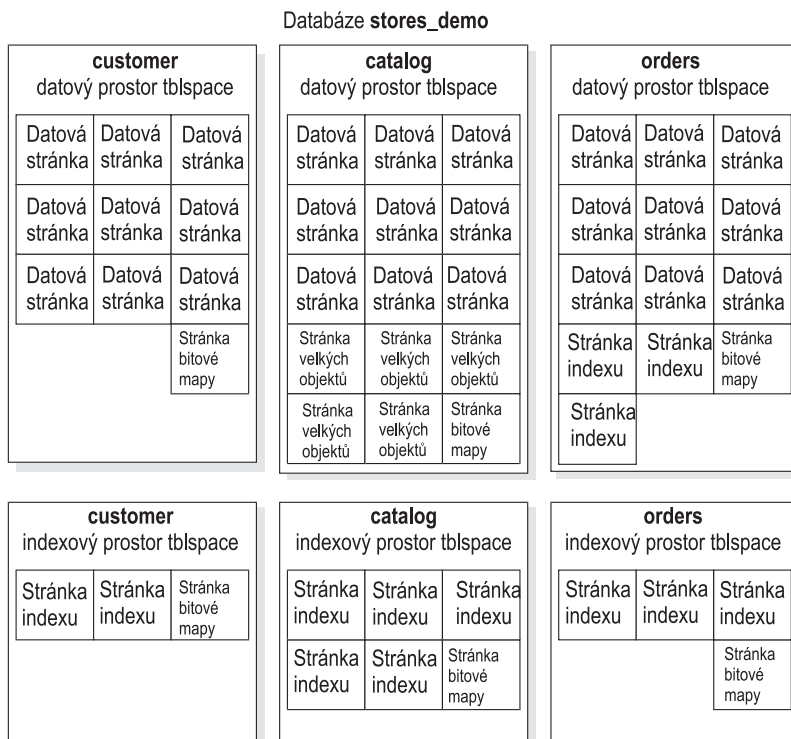 Databáze stores_demo
customer
datový prostor tblspace
Datová stránka
Datová stránka
Datová stránka
Datová stránka
Datová stránka
Datová stránka
Datová stránka
Datová stránka
Datová stránka
Stránka bitové mapy
catalog
datový prostor tblspace
Datová stránka
Datová stránka
Datová stránka
Datová stránka
Datová stránka
Datová stránka
Datová stránka
Datová stránka
Datová stránka
Stránka velkých objektů
Stránka velkých objektů
Stránka velkých objektů
Stránka velkých objektů
Stránka velkých objektů
Stránka bitové mapy
orders
datový prostor tblspace
Datová stránka
Datová stránka
Datová stránka
Datová stránka
Datová stránka
Datová stránka
Datová stránka
Datová stránka
Datová stránka
Stránka indexu
Stránka indexu
Stránka bitové mapy
Stránka indexu
customer
indexový prostor tblspace
Stránka indexu
Stránka indexu
Stránka bitové mapy
catalog
indexový prostor tblspace
Stránka indexu
Stránka indexu
Stránka indexu
Stránka indexu
Stránka indexu
Stránka bitové mapy
orders
indexový prostor tblspace
Stránka indexu
Stránka indexu
Stránka indexu
Stránka bitové mapy